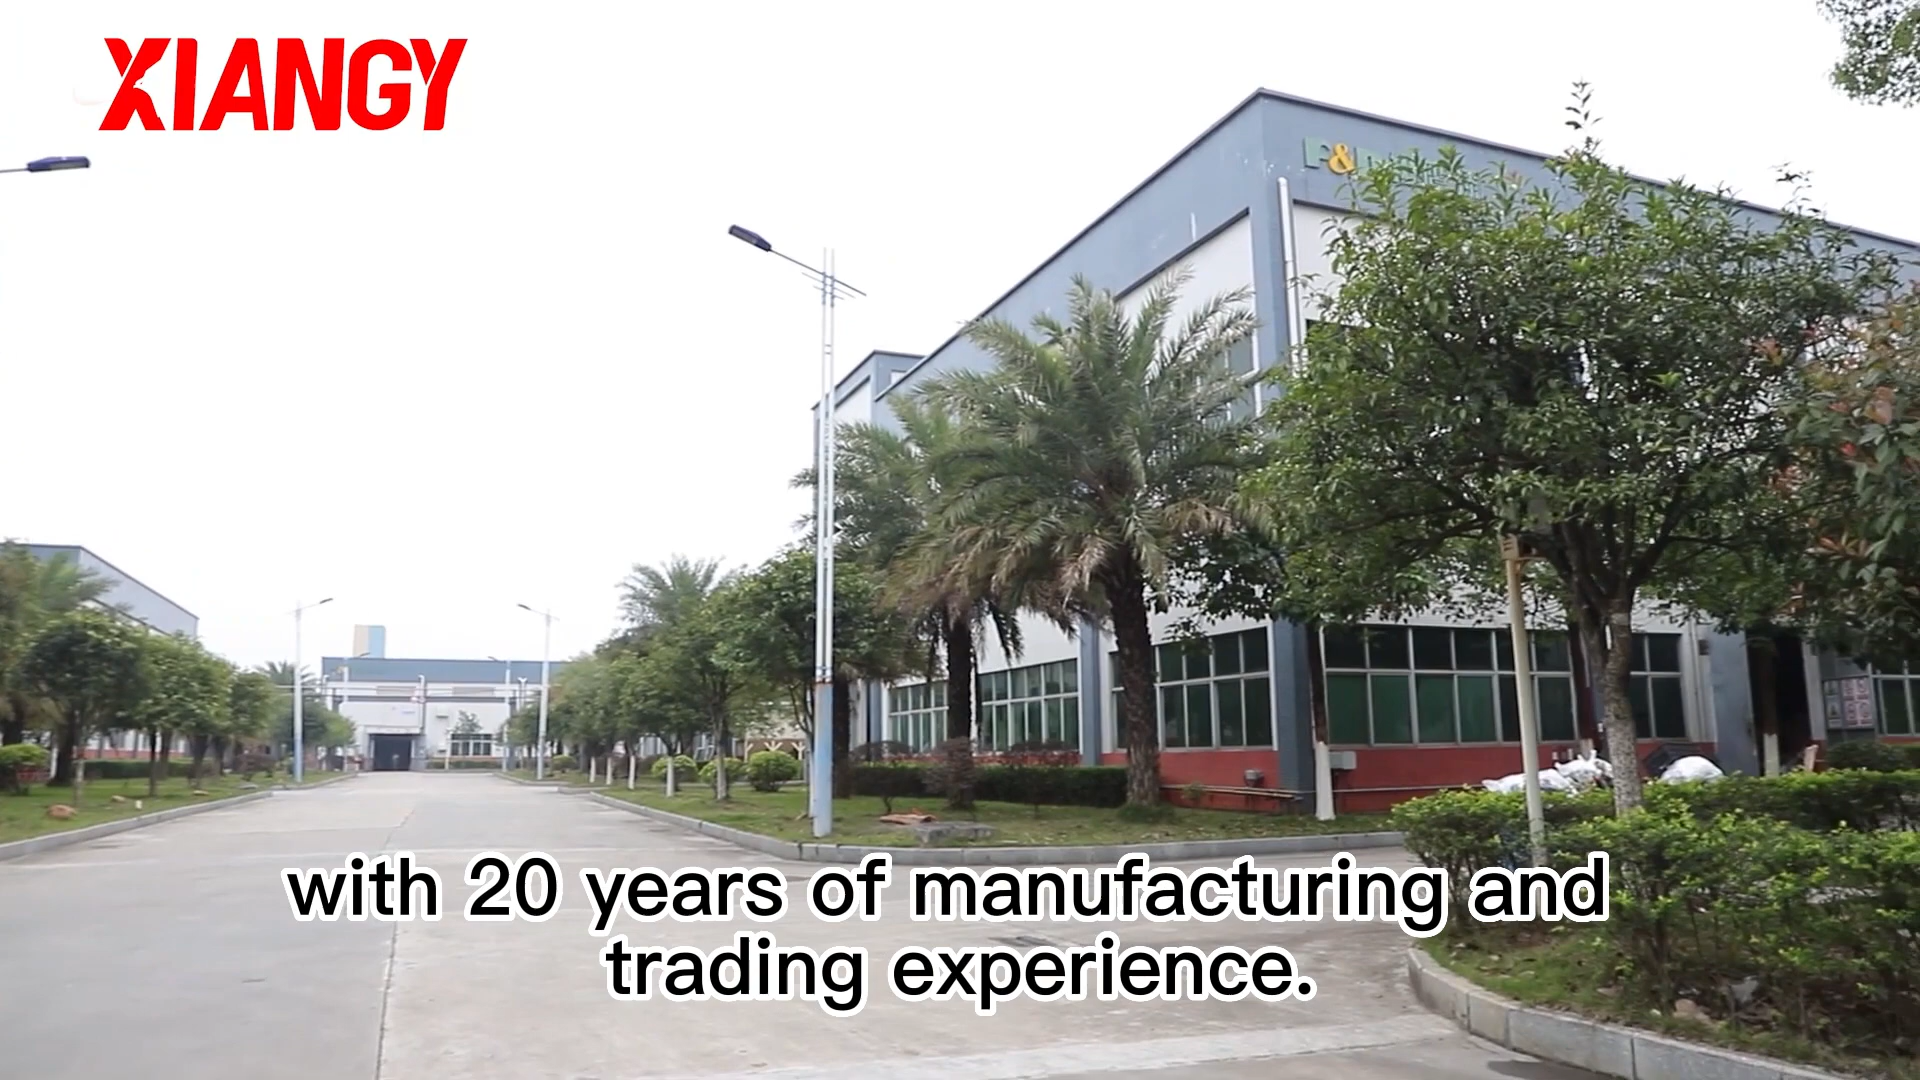 XIANGY
with 20 years of manufacturing and
trading experience.